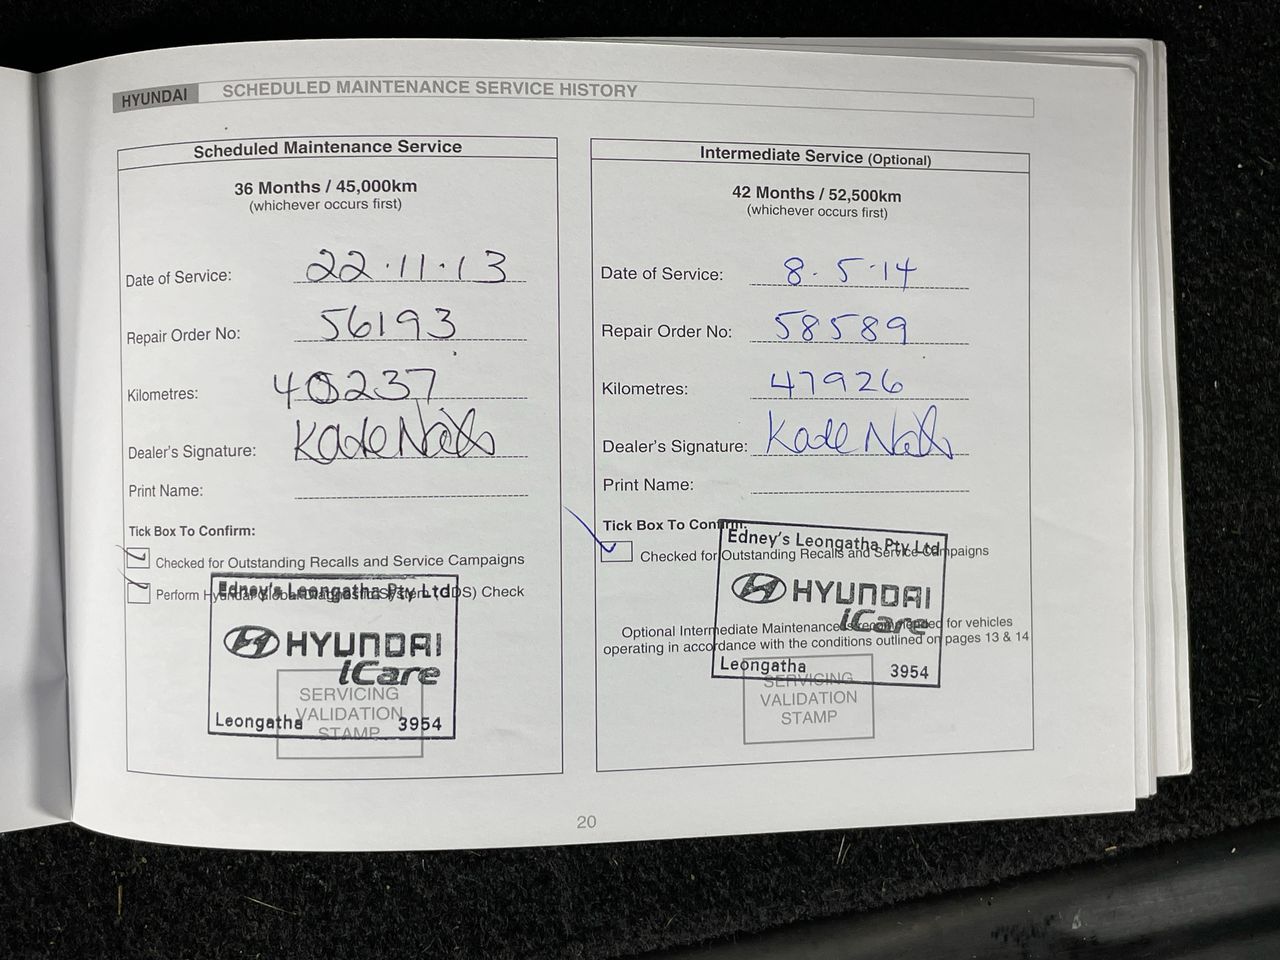 HYUNDAI SCHEDULED MAINTENANCE SERVICE HISTORY
Scheduled Maintenance Service
36 Months / 45,000km
(whichever occurs first)
Date of Service: 22.11.13
Repair Order No: 56193
Kilometres: 40237
Dealer's Signature: Kade
Print Name:
Tick Box To Confirm:
Checked for Outstanding Recalls and Service Campaigns
Perform Hyundai Global Diagnostic System (GDS) Check
Edney's Leongatha Pty Ltd
HYUNDAI
iCare
Leongatha 3954
SERVICING
VALIDATION
STAMP
Intermediate Service (Optional)
42 Months / 52,500km
(whichever occurs first)
Date of Service: 8.5.14
Repair Order No: 58589
Kilometres: 47926
Dealer's Signature: Kade
Print Name:
Tick Box To Confirm:
Checked for Outstanding Recalls and Service Campaigns
Edney's Leongatha Pty Ltd
HYUNDAI
iCare
Optional Intermediate Maintenance is recommended for vehicles
operating in accordance with the conditions outlined on pages 13 & 14
Leongatha 3954
SERVICING
VALIDATION
STAMP
20